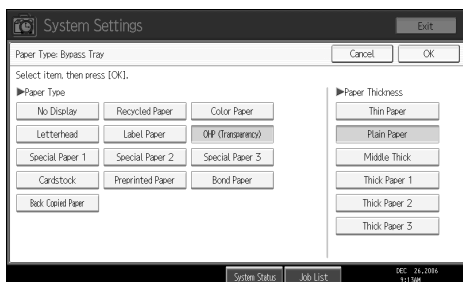 System Settings
Exit
Paper Type: Bypass Tray
Cancel
OK
Select item, then press [OK].
▶Paper Type
▶Paper Thickness
No Display
Recycled Paper
Color Paper
Thin Paper
Letterhead
Label Paper
OHP (Transparency)
Plain Paper
Special Paper 1
Special Paper 2
Special Paper 3
Middle Thick
Cardstock
Preprinted Paper
Bond Paper
Thick Paper 1
Back Copied Paper
Thick Paper 2
Thick Paper 3
System Status
Job List
DEC 26,2006
9:13AM